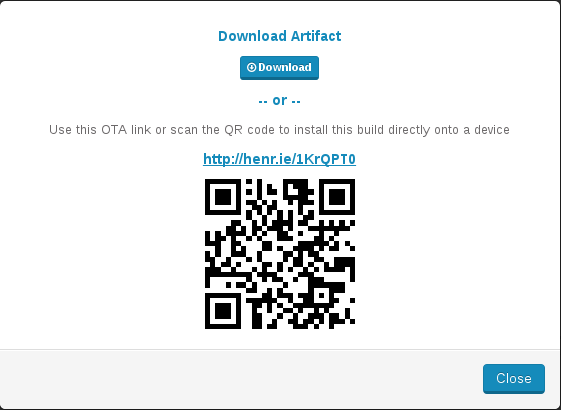 Download Artifact
Download
-- or --
Use this OTA link or scan the QR code to install this build directly onto a device
http://henr.ie/1KrQPT0
Close